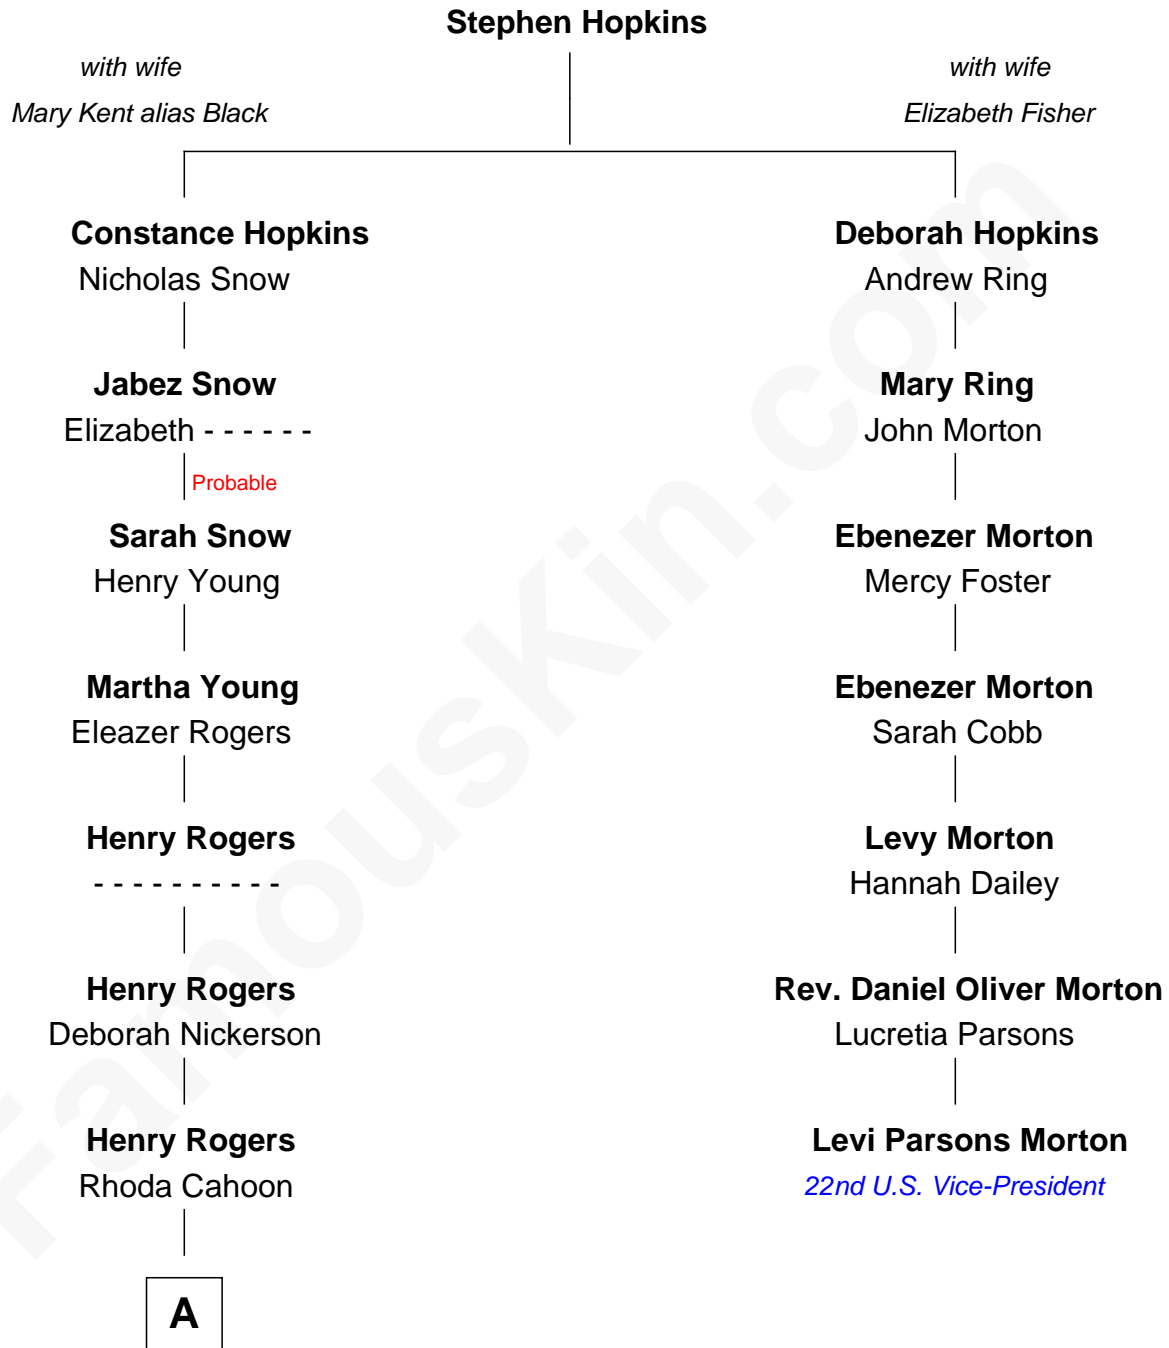 Stephen Hopkins
with wife
Mary Kent alias Black
with wife
Elizabeth Fisher
Constance Hopkins
Nicholas Snow
Deborah Hopkins
Andrew Ring
Jabez Snow
Elizabeth - - - - - -
Mary Ring
John Morton
Probable
Sarah Snow
Henry Young
Ebenezer Morton
Mercy Foster
Martha Young
Eleazer Rogers
Ebenezer Morton
Sarah Cobb
Henry Rogers
- - - - - - - - - -
Levy Morton
Hannah Dailey
Henry Rogers
Deborah Nickerson
Rev. Daniel Oliver Morton
Lucretia Parsons
Henry Rogers
Rhoda Cahoon
Levi Parsons Morton
22nd U.S. Vice-President
A
FamousKin.com